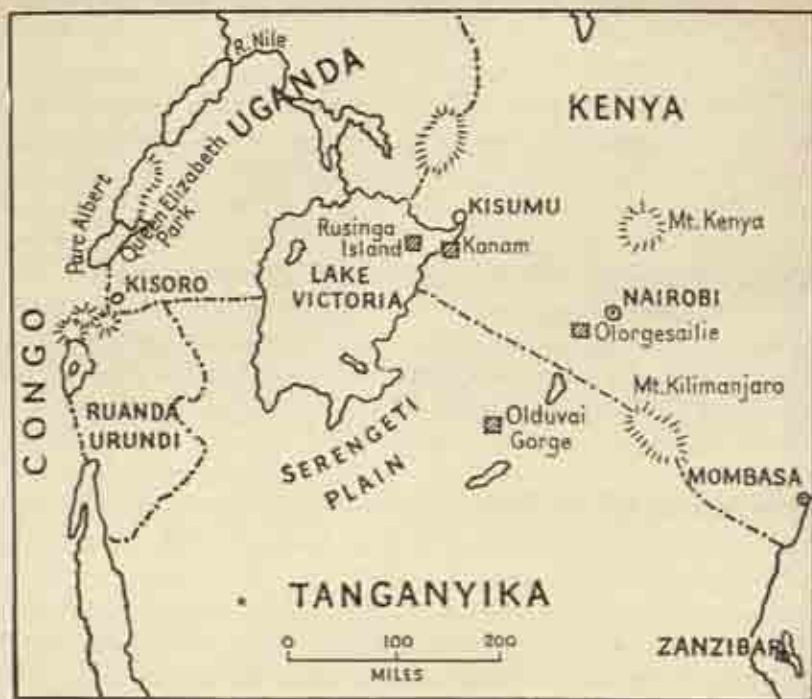 R. Nile
UGANDA
KENYA
Parc Albert
Queen Elizabeth
Park
KISUMU
Rusinga
Island
Kanam
Mt. Kenya
KISORO
LAKE
VICTORIA
NAIROBI
Olorgesailie
CONGO
RUANDA
URUNDI
Mt. Kilimanjaro
Olduvai
Gorge
SERENGETI
PLAIN
MOMBASA
TANGANYIKA
0 100 200
MILES
ZANZIBAR